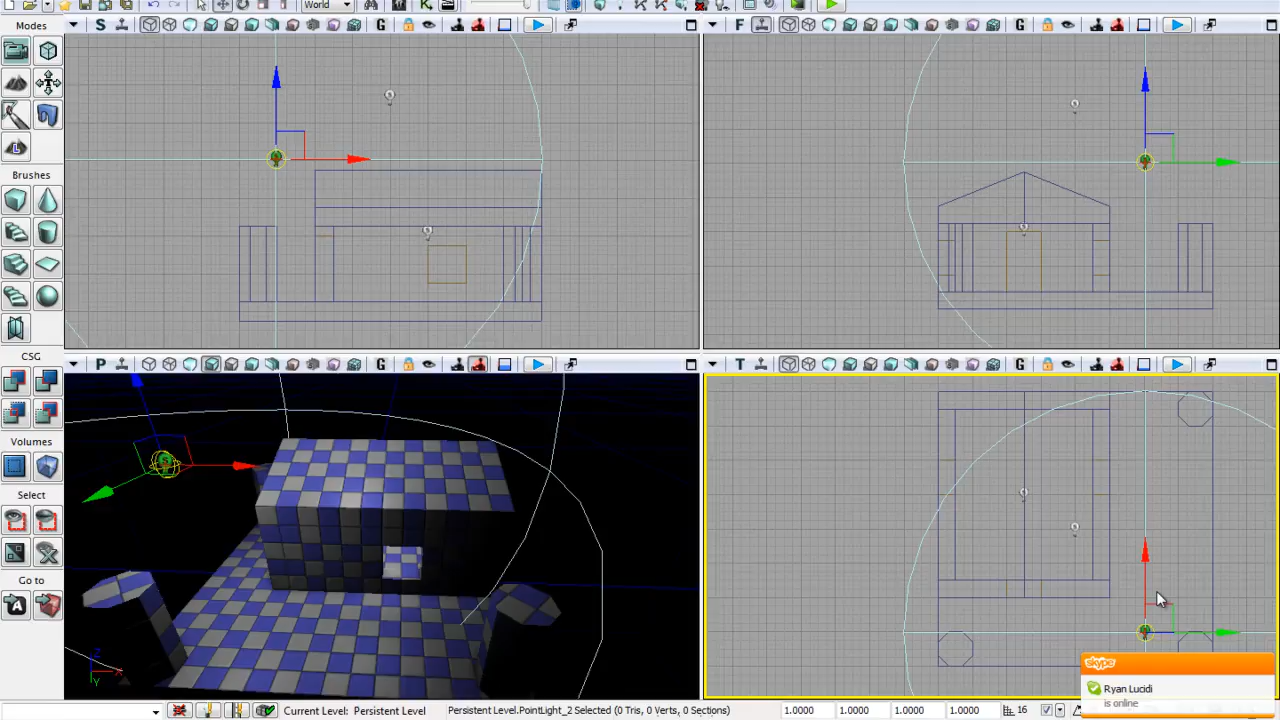 World
Modes
S
G
F
G
Brushes
CSG
P
G
T
G
Volumes
Select
Go to
X
Y
Z
skype
Ryan Lucidi
is online
Current Level: Persistent Level
Persistent Level.PointLight_2 Selected (0 Tris, 0 Verts, 0 Sections)
1.0000
1.0000
1.0000
1.0000
16